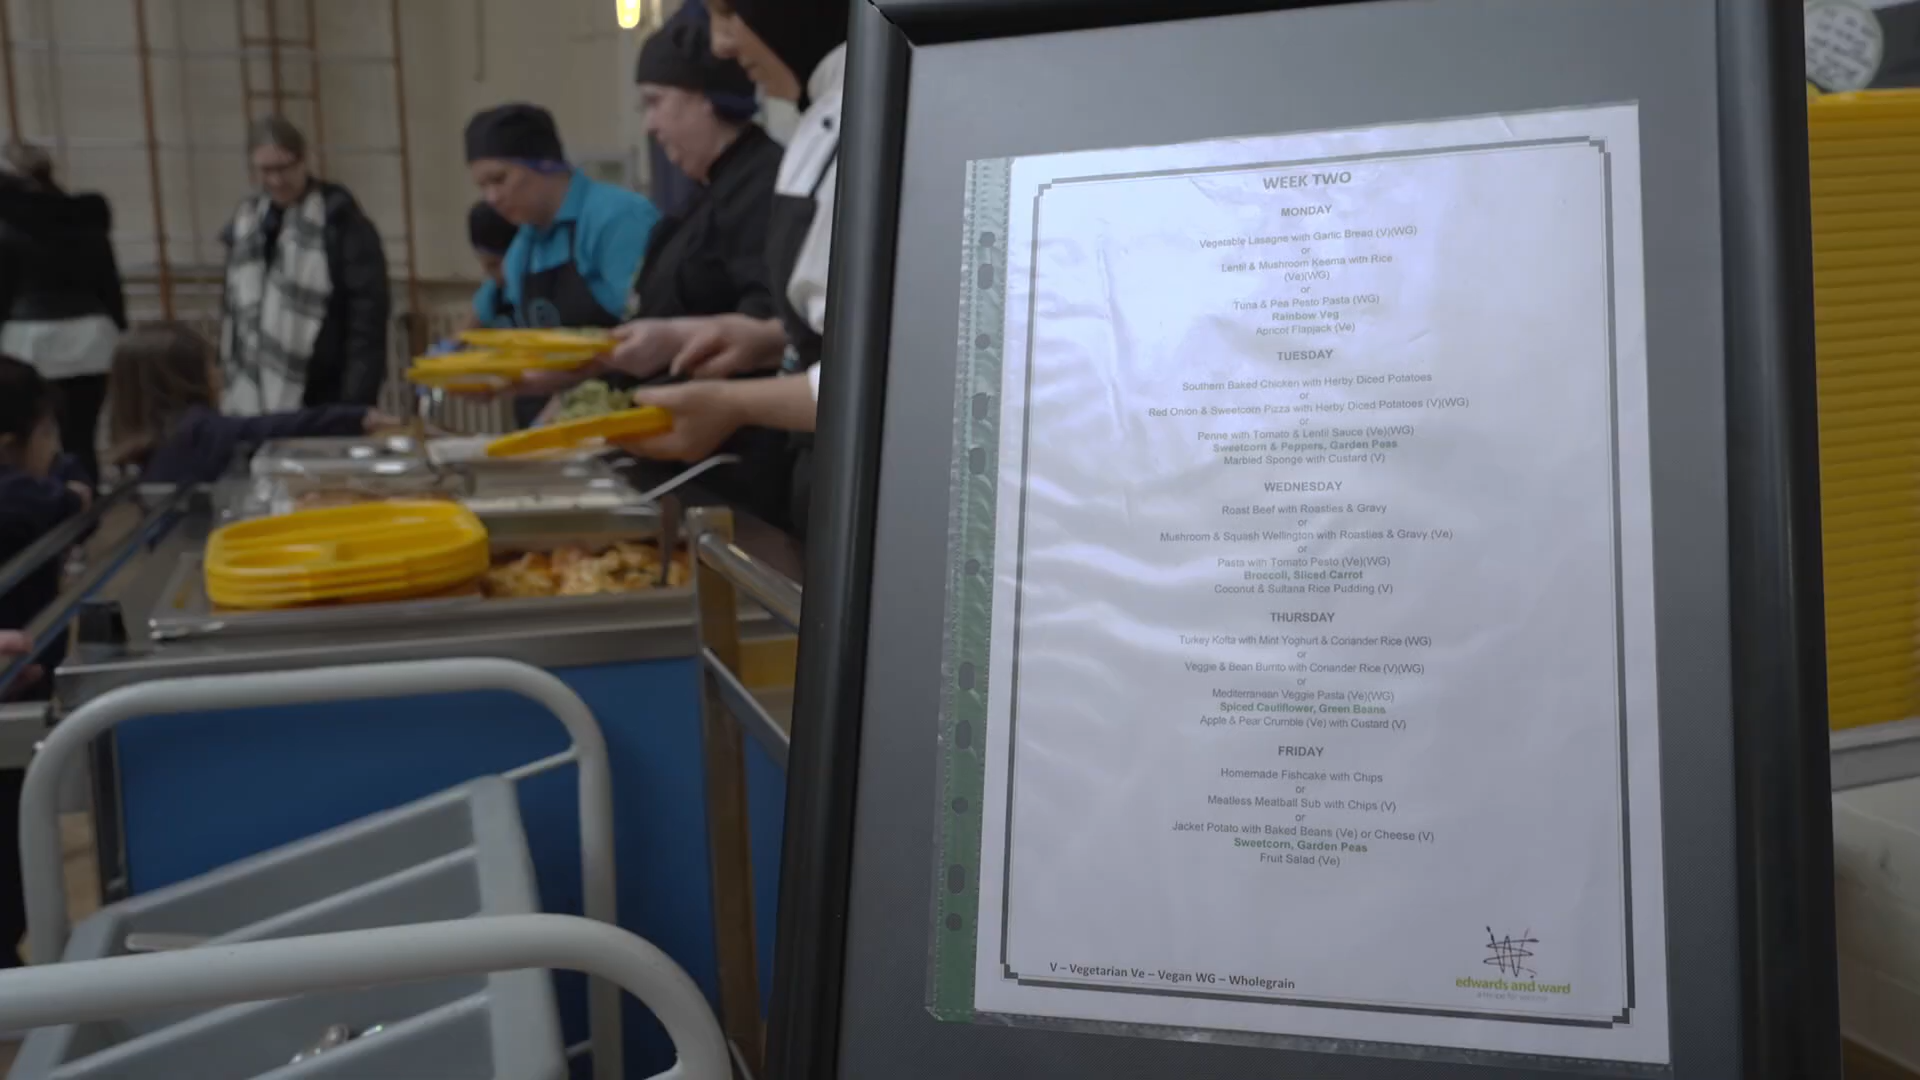 WEEK TWO
MONDAY
Vegetable Lasagne with Garlic Bread (V)(WG)
or
Lentil & Mushroom Keema with Rice
(Ve)(WG)
or
Tuna & Pea Pesto Pasta (WG)
Rainbow Veg
Apricot Flapjack (Ve)
TUESDAY
Southern Baked Chicken with Herby Diced Potatoes
or
Red Onion & Sweetcorn Pizza with Herby Diced Potatoes (V)(WG)
or
Penne with Tomato & Lentil Sauce (Ve)(WG)
Sweetcorn & Peppers, Garden Peas
Marbled Sponge with Custard (V)
WEDNESDAY
Roast Beef with Roasties & Gravy
or
Mushroom & Squash Wellington with Roasties & Gravy (Ve)
or
Pasta with Tomato Pesto (Ve)(WG)
Broccoli, Sliced Carrot
Coconut & Sultana Rice Pudding (V)
THURSDAY
Turkey Kofta with Mint Yoghurt & Coriander Rice (WG)
or
Veggie & Bean Burrito with Coriander Rice (V)(WG)
or
Mediterranean Veggie Pasta (Ve)(WG)
Spiced Cauliflower, Green Beans
Apple & Pear Crumble (Ve) with Custard (V)
FRIDAY
Homemade Fishcake with Chips
or
Meatless Meatball Sub with Chips (V)
or
Jacket Potato with Baked Beans (Ve) or Cheese (V)
Sweetcorn, Garden Peas
Fruit Salad (Ve)
V – Vegetarian Ve – Vegan WG – Wholegrain
edwards and ward